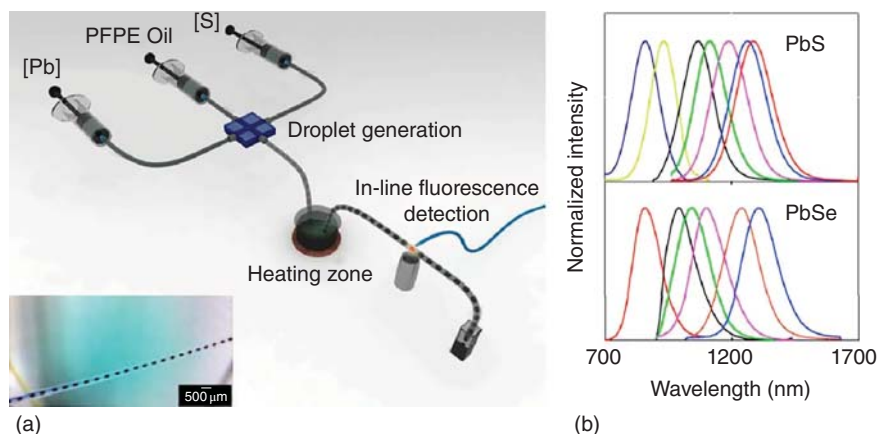 [Pb]
PFPE Oil
[S]
Droplet generation
In-line fluorescence
detection
Heating zone
500 μm
(a)
Normalized intensity
PbS
PbSe
700 1200 1700
Wavelength (nm)
(b)